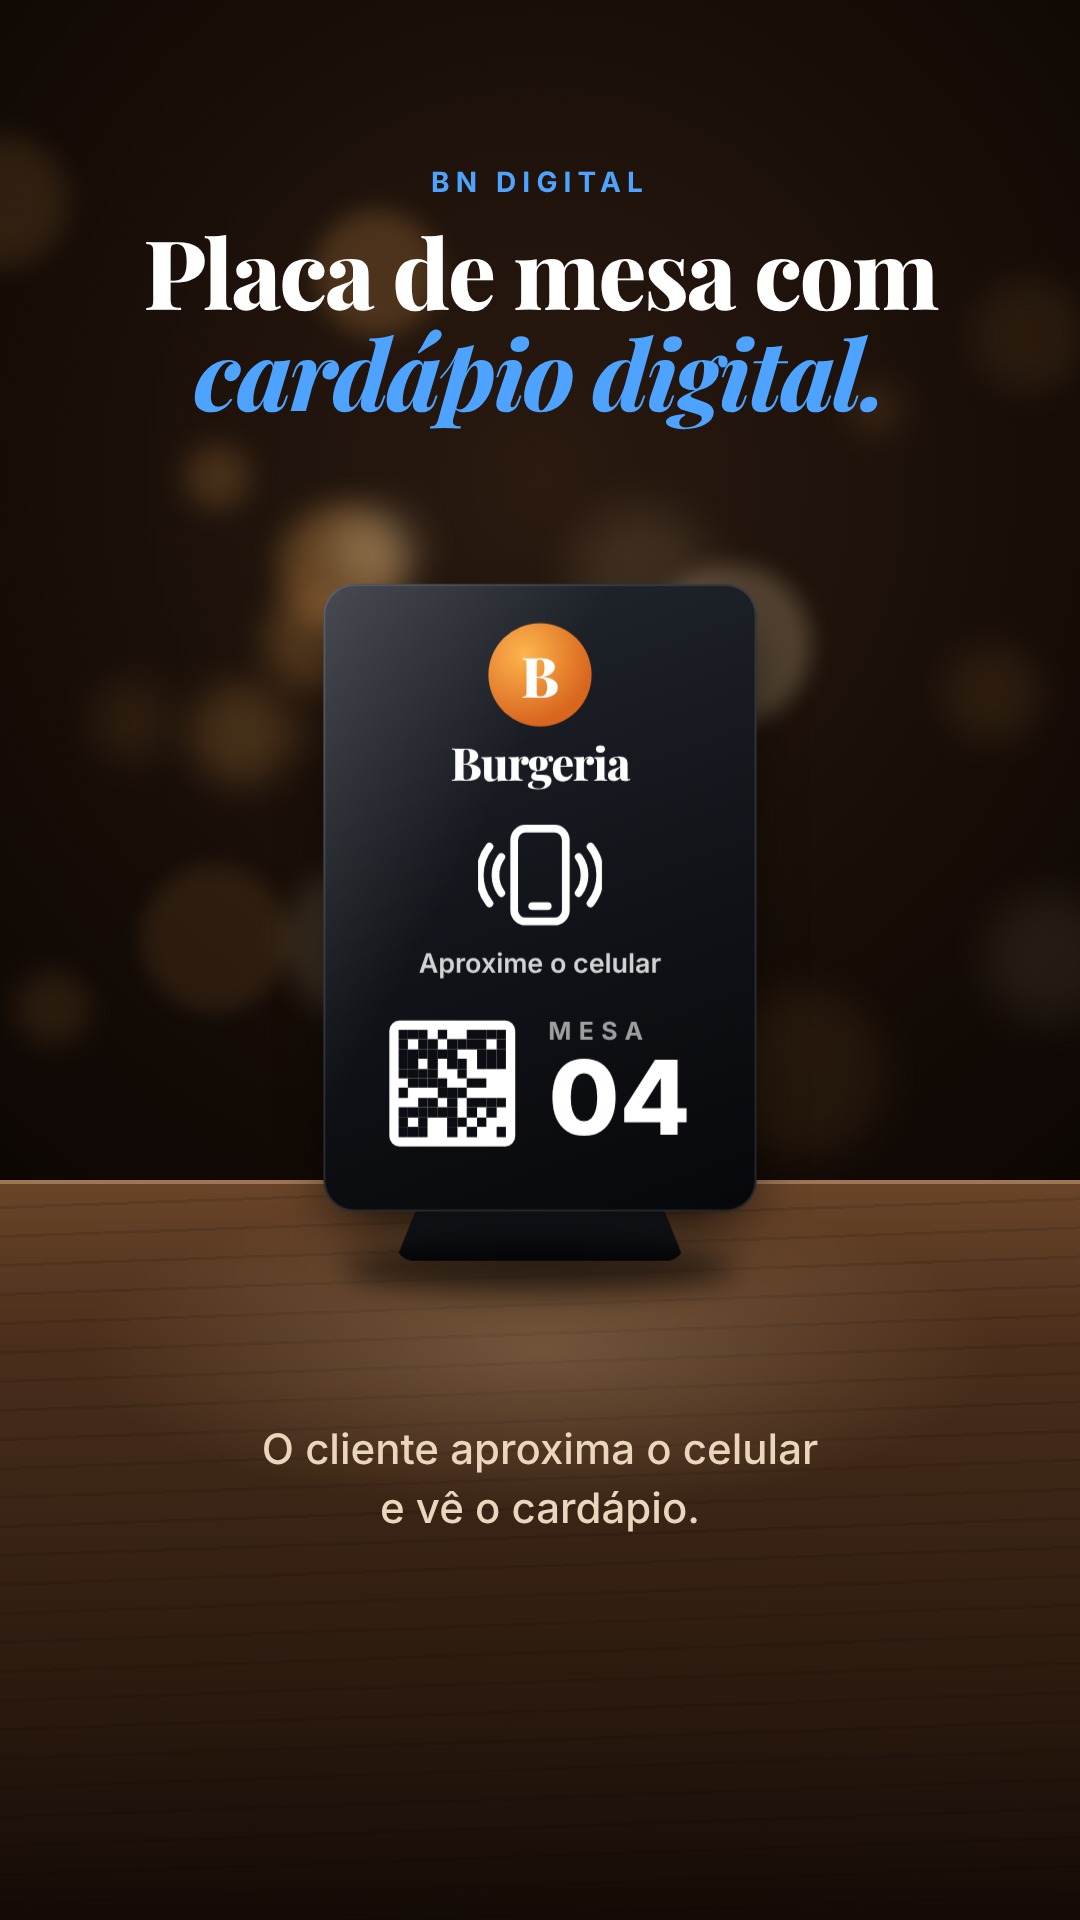 BN DIGITAL
Placa de mesa com
cardápio digital.
B
Burgeria
Aproxime o celular
MESA
04
O cliente aproxima o celular
e vê o cardápio.